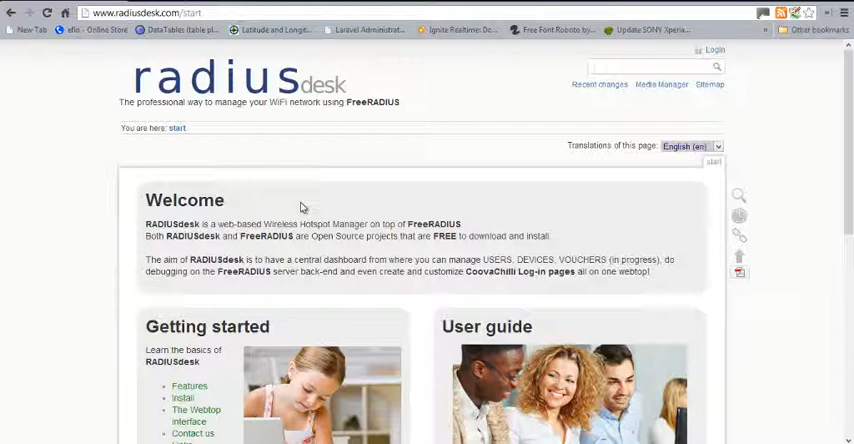 www.radiusdesk.com/start
New Tab
eflo - Online Store
DataTables (table pl...
Latitude and Longit...
Laravel Administrat...
Ignite Realtime: Do...
Free Font Roboto by...
Update SONY Xperia...
» Other bookmarks
Login
radiusdesk
The professional way to manage your WiFi network using FreeRADIUS
Recent changes Media Manager Sitemap
You are here: start
Translations of this page: English (en)
start
Welcome
RADIUSdesk is a web-based Wireless Hotspot Manager on top of FreeRADIUS
Both RADIUSdesk and FreeRADIUS are Open Source projects that are FREE to download and install.
The aim of RADIUSdesk is to have a central dashboard from where you can manage USERS, DEVICES, VOUCHERS (in progress), do
debugging on the FreeRADIUS server back-end and even create and customize CoovaChilli Log-in pages all on one webtop!
Getting started
Learn the basics of
RADIUSdesk
Features
Install
The Webtop
interface
Contact us
Links
User guide